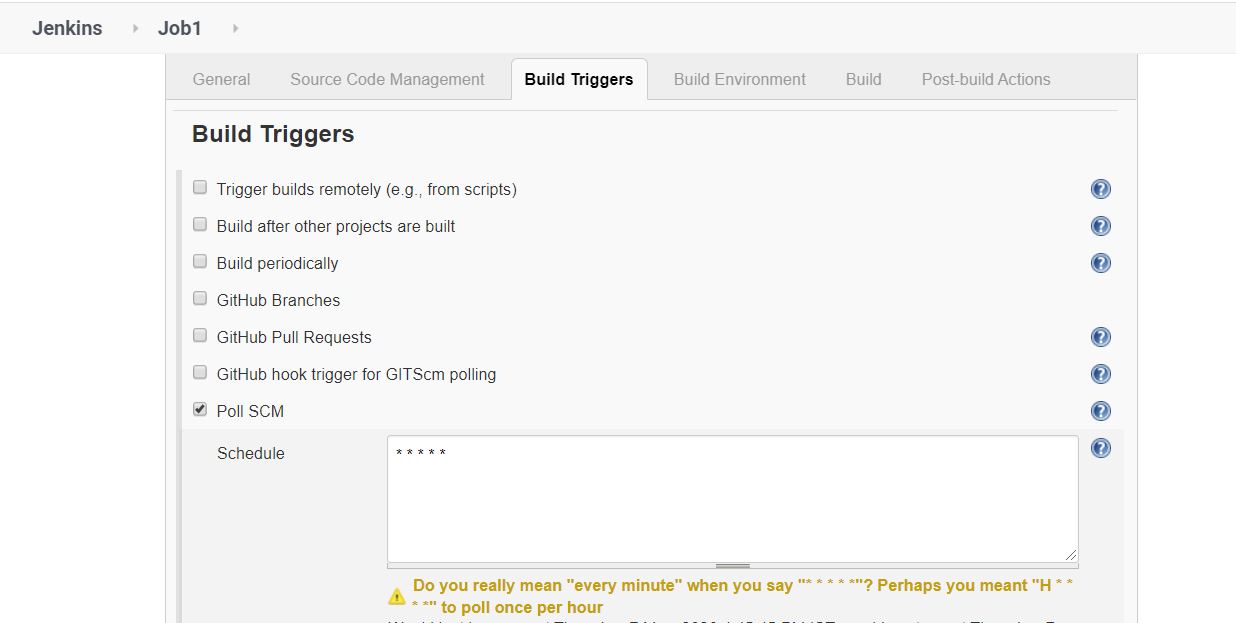 Jenkins Job1
General Source Code Management Build Triggers Build Environment Build Post-build Actions
Build Triggers
Trigger builds remotely (e.g., from scripts)
Build after other projects are built
Build periodically
GitHub Branches
GitHub Pull Requests
GitHub hook trigger for GITScm polling
Poll SCM
Schedule
* * * * *
Do you really mean "every minute" when you say "* * * * *"? Perhaps you meant "H * *
* *" to poll once per hour